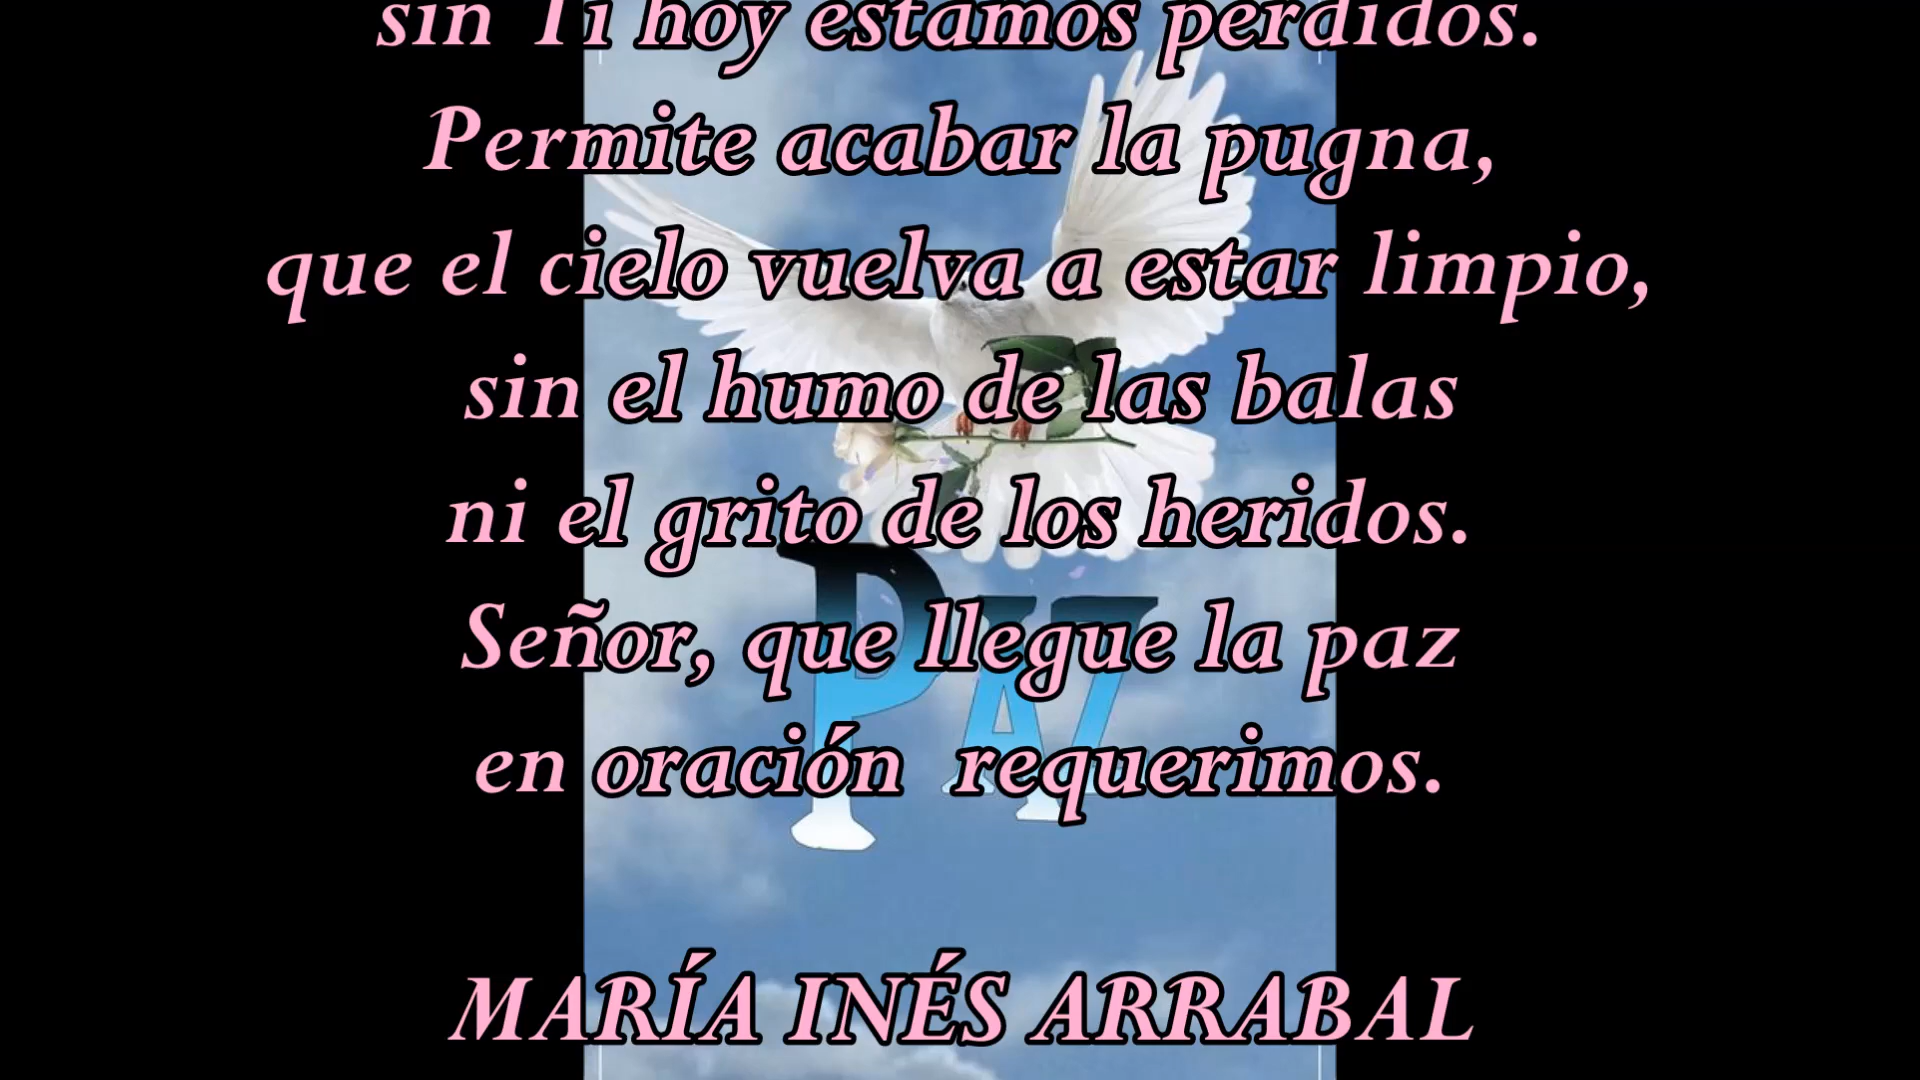 sin Ti hoy estamos perdidos.
Permite acabar la pugna,
que el cielo vuelva a estar limpio,
sin el humo de las balas
ni el grito de los heridos.
Señor, que llegue la paz
en oración requerimos.
PAZ
MARÍA INÉS ARRABAL